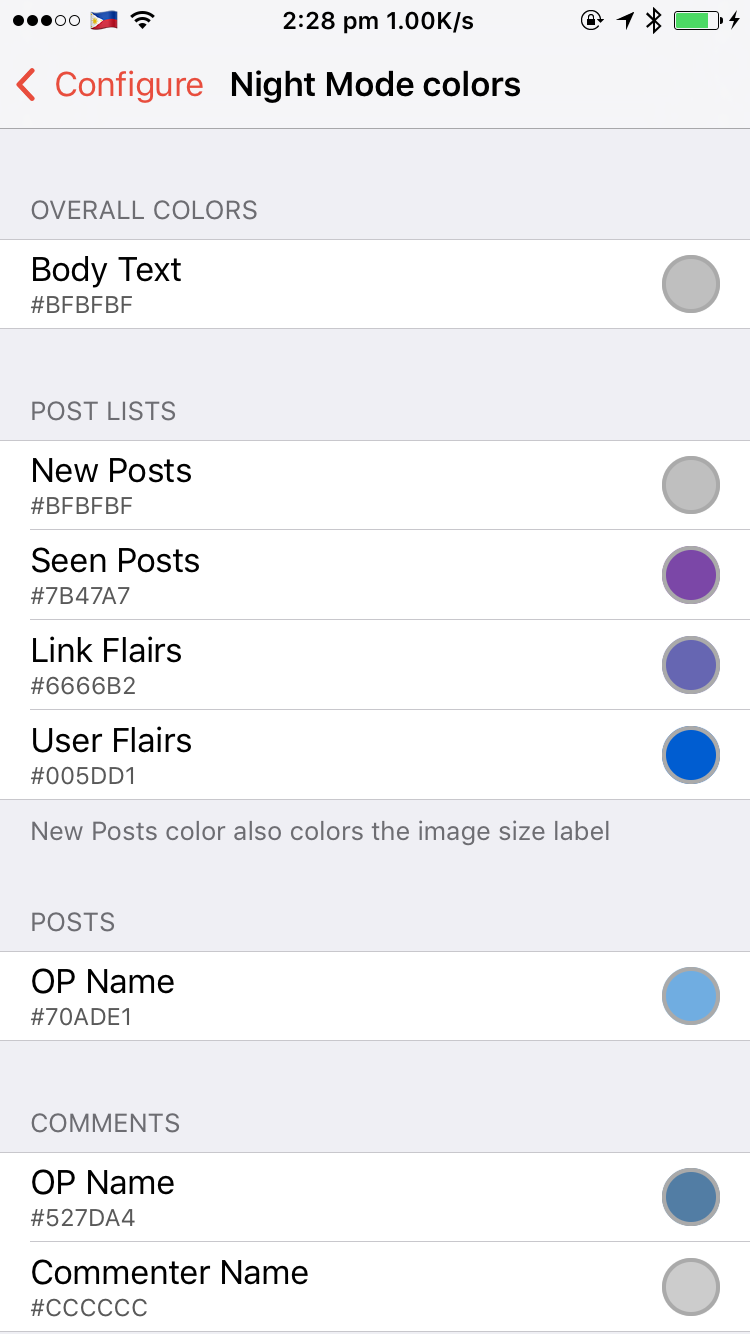 2:28 pm 1.00K/s
Configure Night Mode colors
OVERALL COLORS
Body Text
#BFBFBF
POST LISTS
New Posts
#BFBFBF
Seen Posts
#7B47A7
Link Flairs
#6666B2
User Flairs
#005DD1
New Posts color also colors the image size label
POSTS
OP Name
#70ADE1
COMMENTS
OP Name
#527DA4
Commenter Name
#CCCCCC